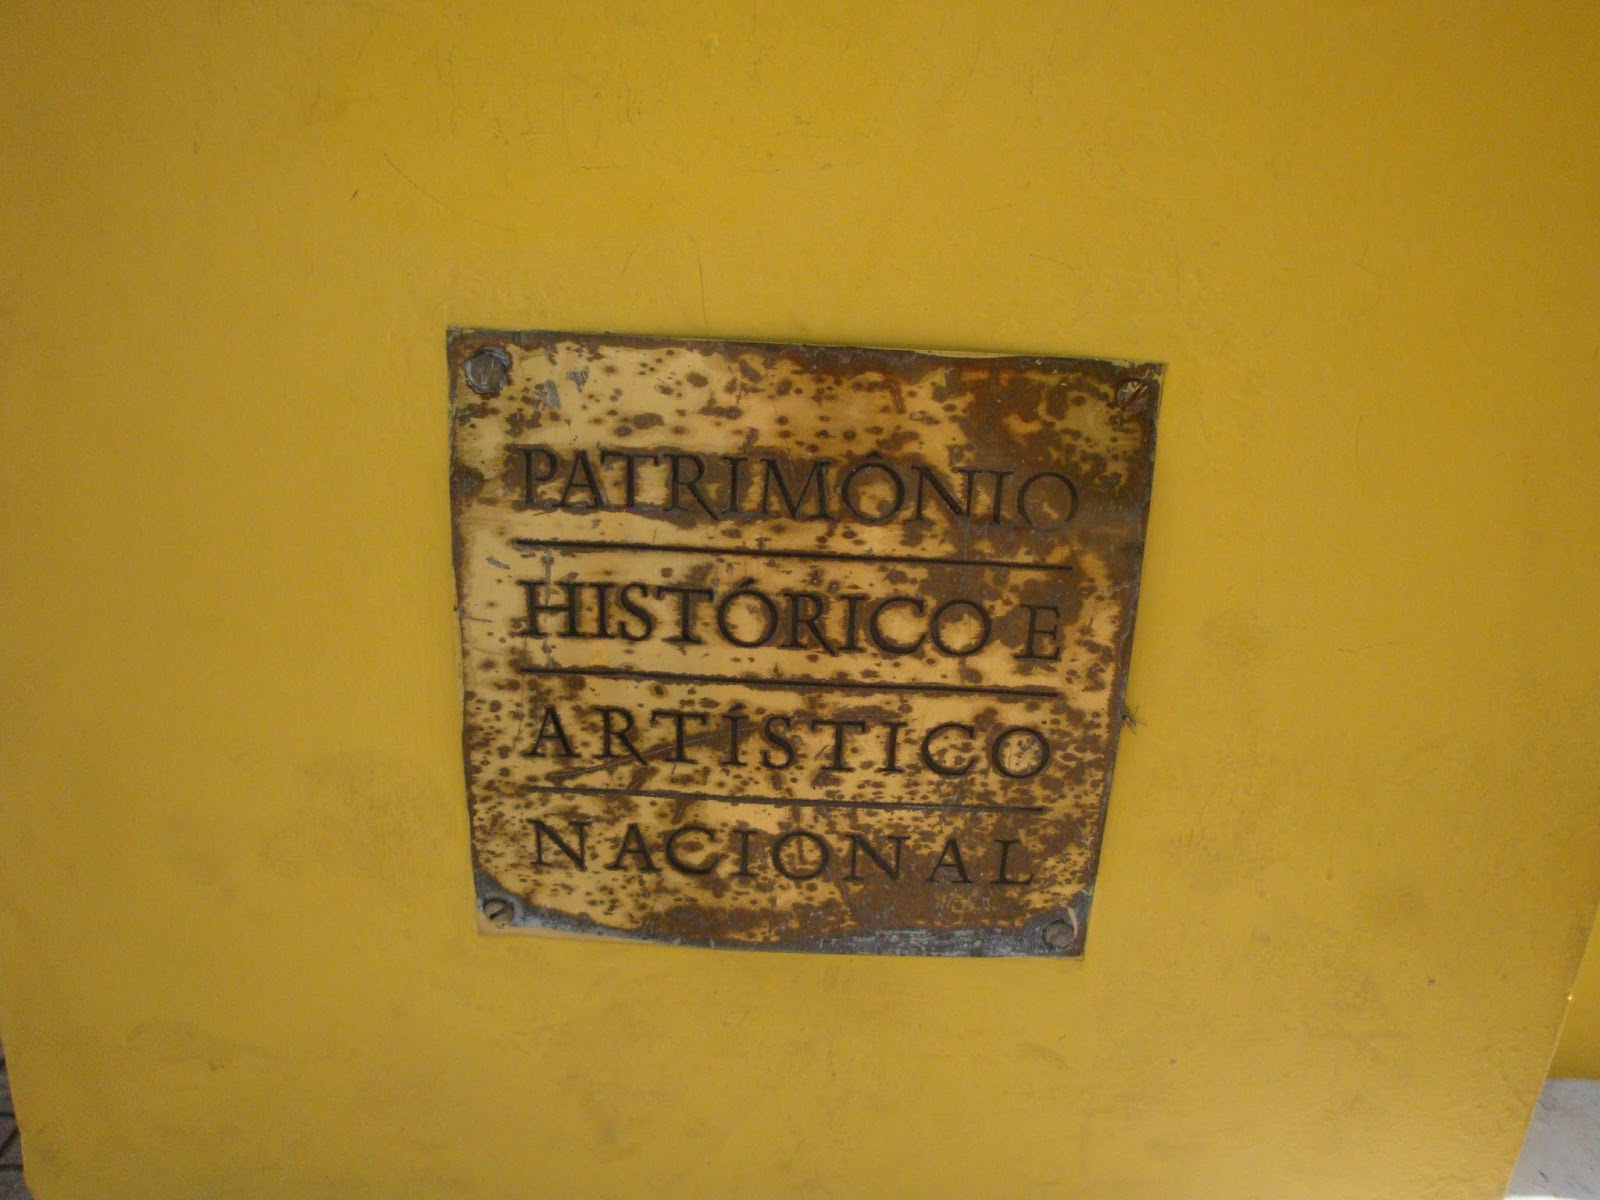 PATRIMÔNIO
HISTÓRICO E
ARTÍSTICO
NACIONAL